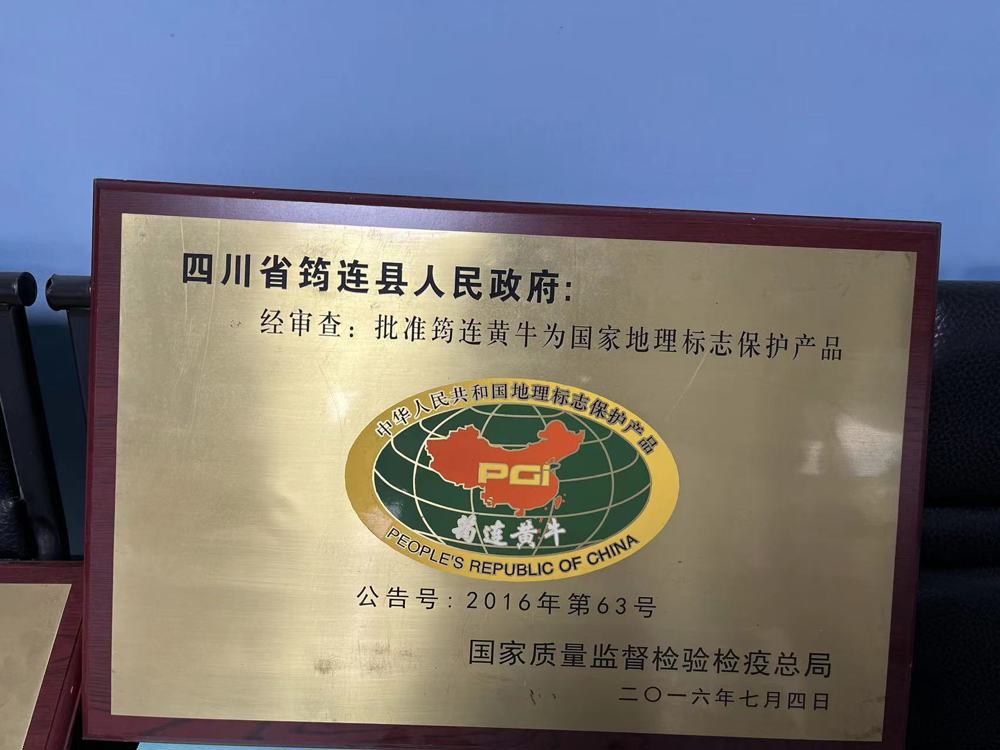 四川省筠连县人民政府：
经审查：批准筠连黄牛为国家地理标志保护产品
中华人民共和国地理标志保护产品
PGi
筠连黄牛
PEOPLE'S REPUBLIC OF CHINA
公告号：2016年第63号
国家质量监督检验检疫总局
二〇一六年七月四日